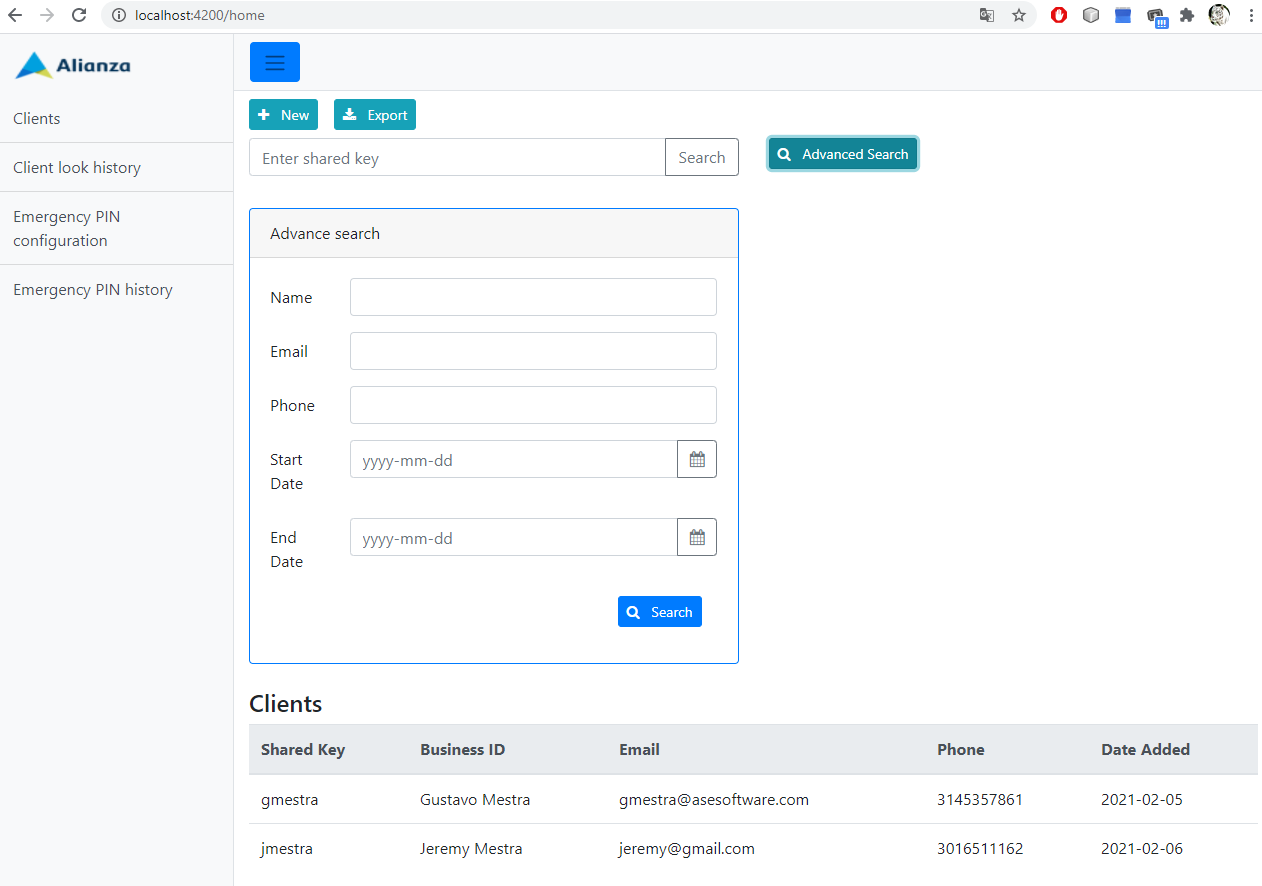 localhost:4200/home
Alianza
Clients
Client look history
Emergency PIN
configuration
Emergency PIN history
New Export
Enter shared key Search Advanced Search
Advance search
Name
Email
Phone
Start
Date
yyyy-mm-dd
End
Date
yyyy-mm-dd
Search
Clients
Shared Key Business ID Email Phone Date Added
gmestra Gustavo Mestra gmestra@asesoftware.com 3145357861 2021-02-05
jmestra Jeremy Mestra jeremy@gmail.com 3016511162 2021-02-06